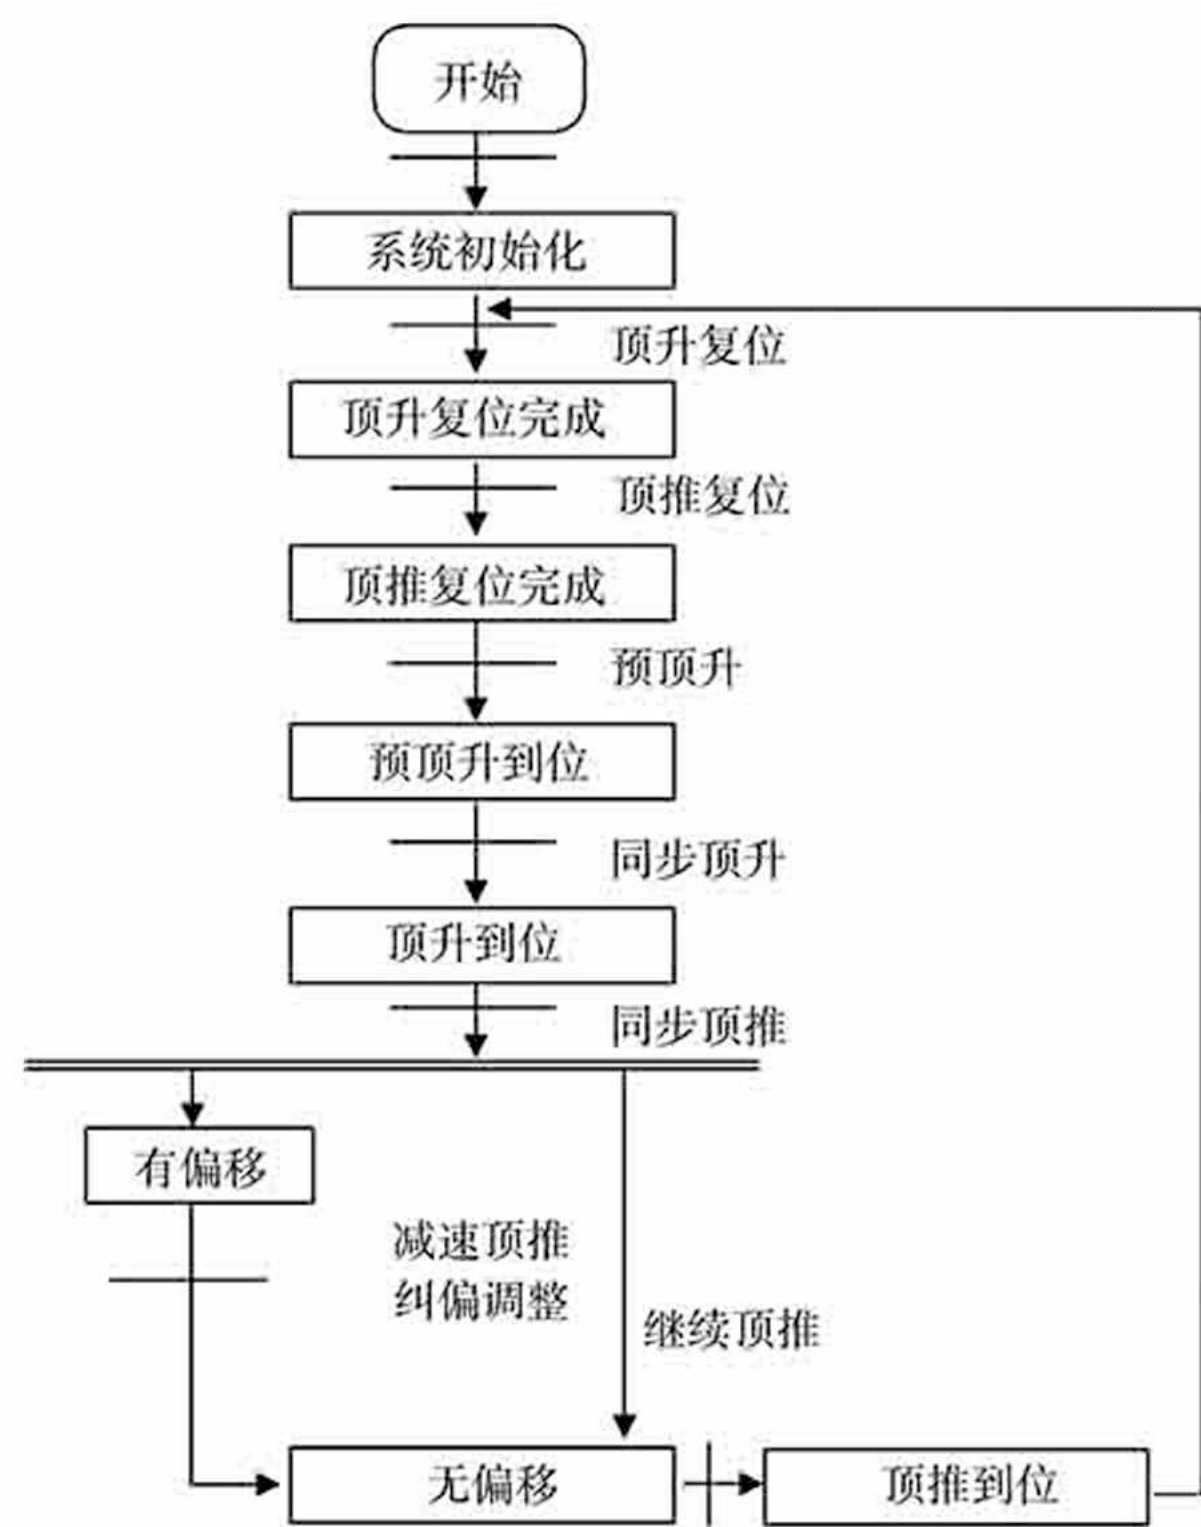 开始
系统初始化
顶升复位
顶升复位完成
顶推复位
顶推复位完成
预顶升
预顶升到位
同步顶升
顶升到位
同步顶推
有偏移
减速顶推
纠偏调整
继续顶推
无偏移
顶推到位